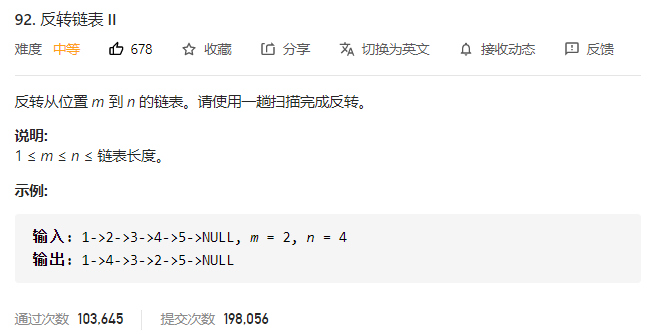 92. 反转链表 II
难度 中等 678 收藏 分享 切换为英文 接收动态 反馈
反转从位置 m 到 n 的链表。请使用一趟扫描完成反转。
说明:
1 ≤ m ≤ n ≤ 链表长度。
示例:
输入: 1->2->3->4->5->NULL, m = 2, n = 4
输出: 1->4->3->2->5->NULL
通过次数 103,645 提交次数 198,056